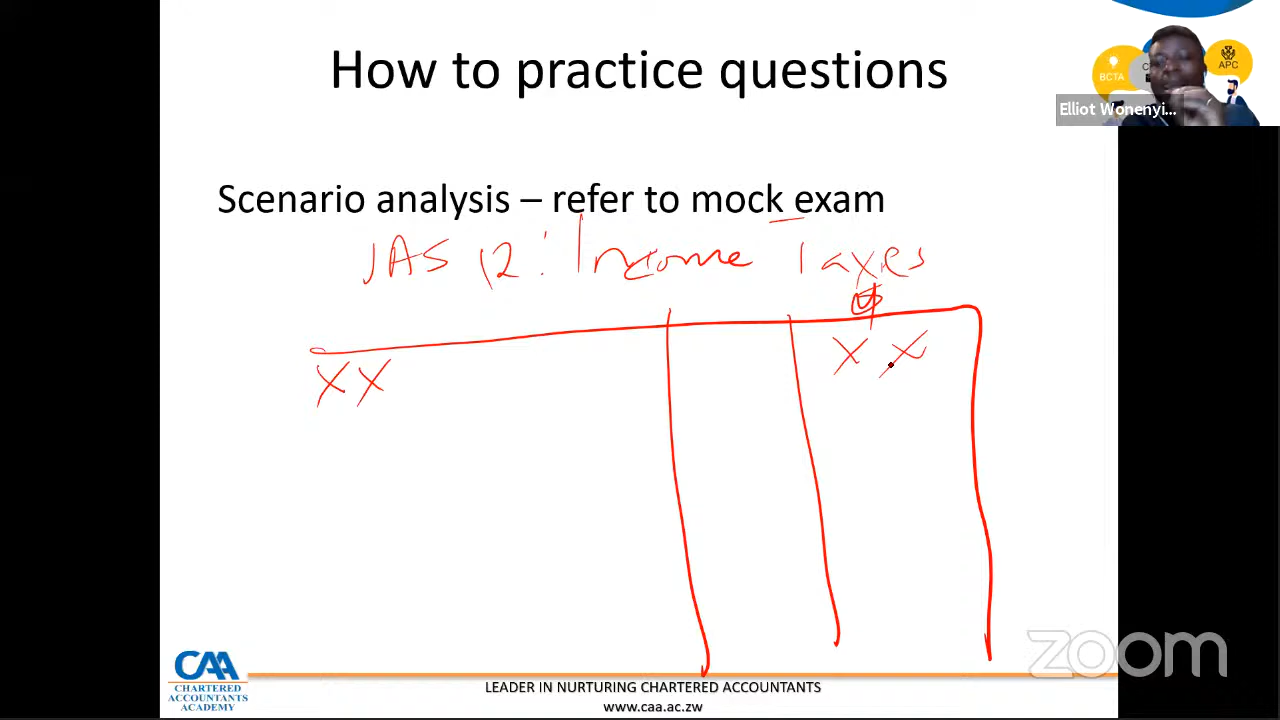 How to practice questions
BCTA
APC
Elliot Wonenyi...
Scenario analysis – refer to mock exam
IAS 12: Income Taxes
X X
X X
zoom
CAA
CHARTERED
ACCOUNTANTS
ACADEMY
LEADER IN NURTURING CHARTERED ACCOUNTANTS
www.caa.ac.zw